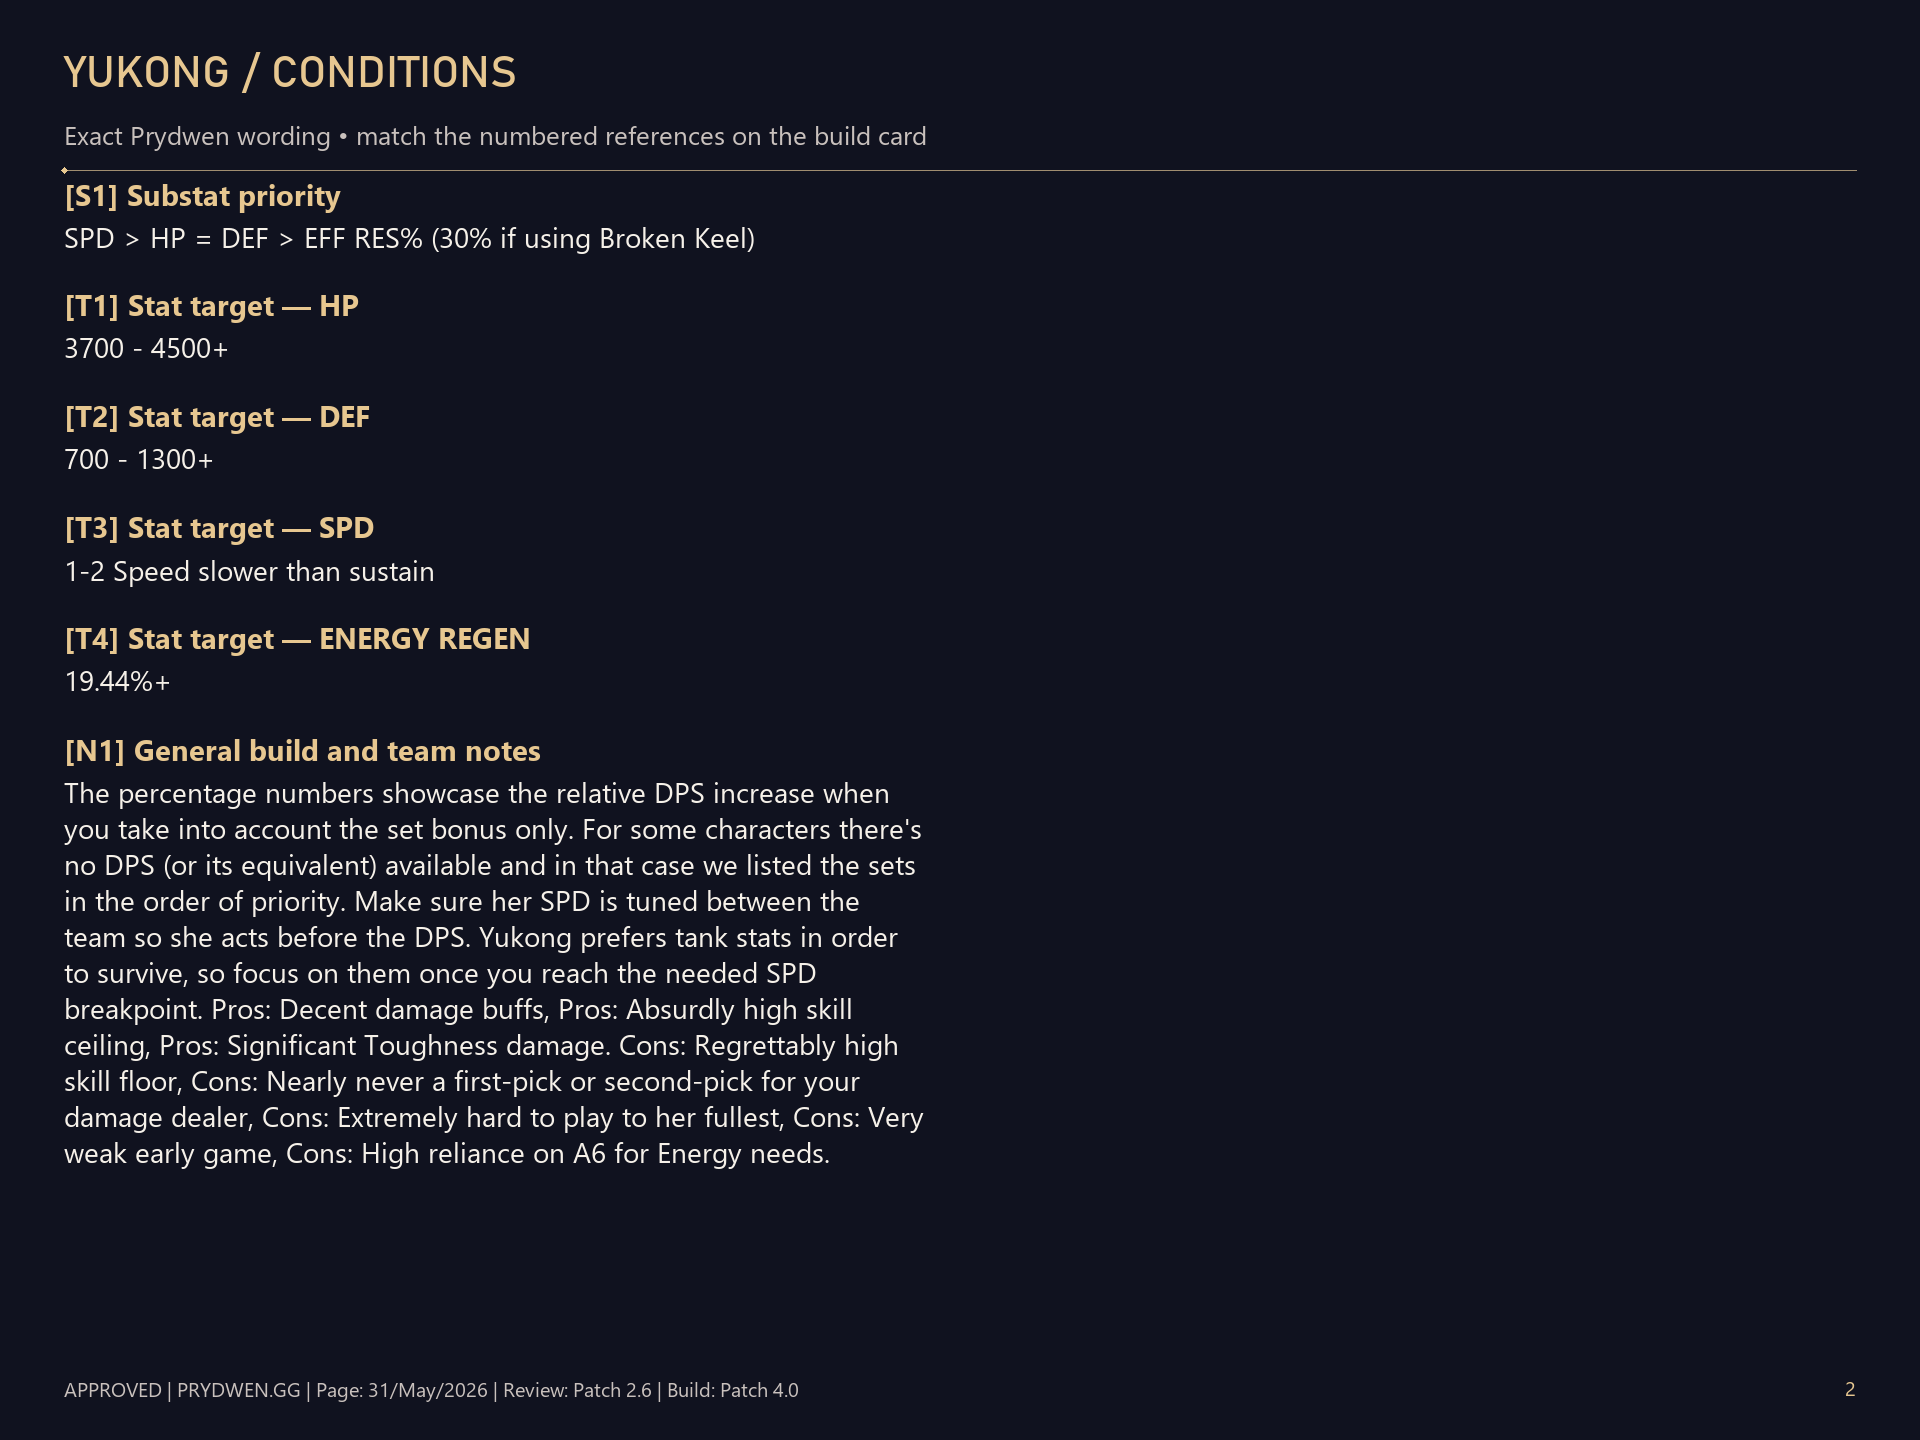 YUKONG / CONDITIONS
Exact Prydwen wording • match the numbered references on the build card
[S1] Substat priority
SPD > HP = DEF > EFF RES% (30% if using Broken Keel)
[T1] Stat target — HP
3700 - 4500+
[T2] Stat target — DEF
700 - 1300+
[T3] Stat target — SPD
1-2 Speed slower than sustain
[T4] Stat target — ENERGY REGEN
19.44%+
[N1] General build and team notes
The percentage numbers showcase the relative DPS increase when
you take into account the set bonus only. For some characters there's
no DPS (or its equivalent) available and in that case we listed the sets
in the order of priority. Make sure her SPD is tuned between the
team so she acts before the DPS. Yukong prefers tank stats in order
to survive, so focus on them once you reach the needed SPD
breakpoint. Pros: Decent damage buffs, Pros: Absurdly high skill
ceiling, Pros: Significant Toughness damage. Cons: Regrettably high
skill floor, Cons: Nearly never a first-pick or second-pick for your
damage dealer, Cons: Extremely hard to play to her fullest, Cons: Very
weak early game, Cons: High reliance on A6 for Energy needs.
APPROVED | PRYDWEN.GG | Page: 31/May/2026 | Review: Patch 2.6 | Build: Patch 4.0
2